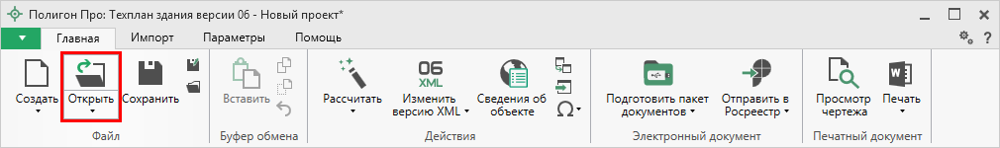 Полигон Про: Техплан здания версии 06 - Новый проект*
Главная Импорт Параметры Помощь
?
Создать Открыть Сохранить
Файл
Вставить
Буфер обмена
Рассчитать
06
XML
Изменить
версию XML
Сведения об
объекте
Ω
Действия
Подготовить пакет
документов
Отправить в
Росреестр
Электронный документ
Просмотр
чертежа
W
Печать
Печатный документ